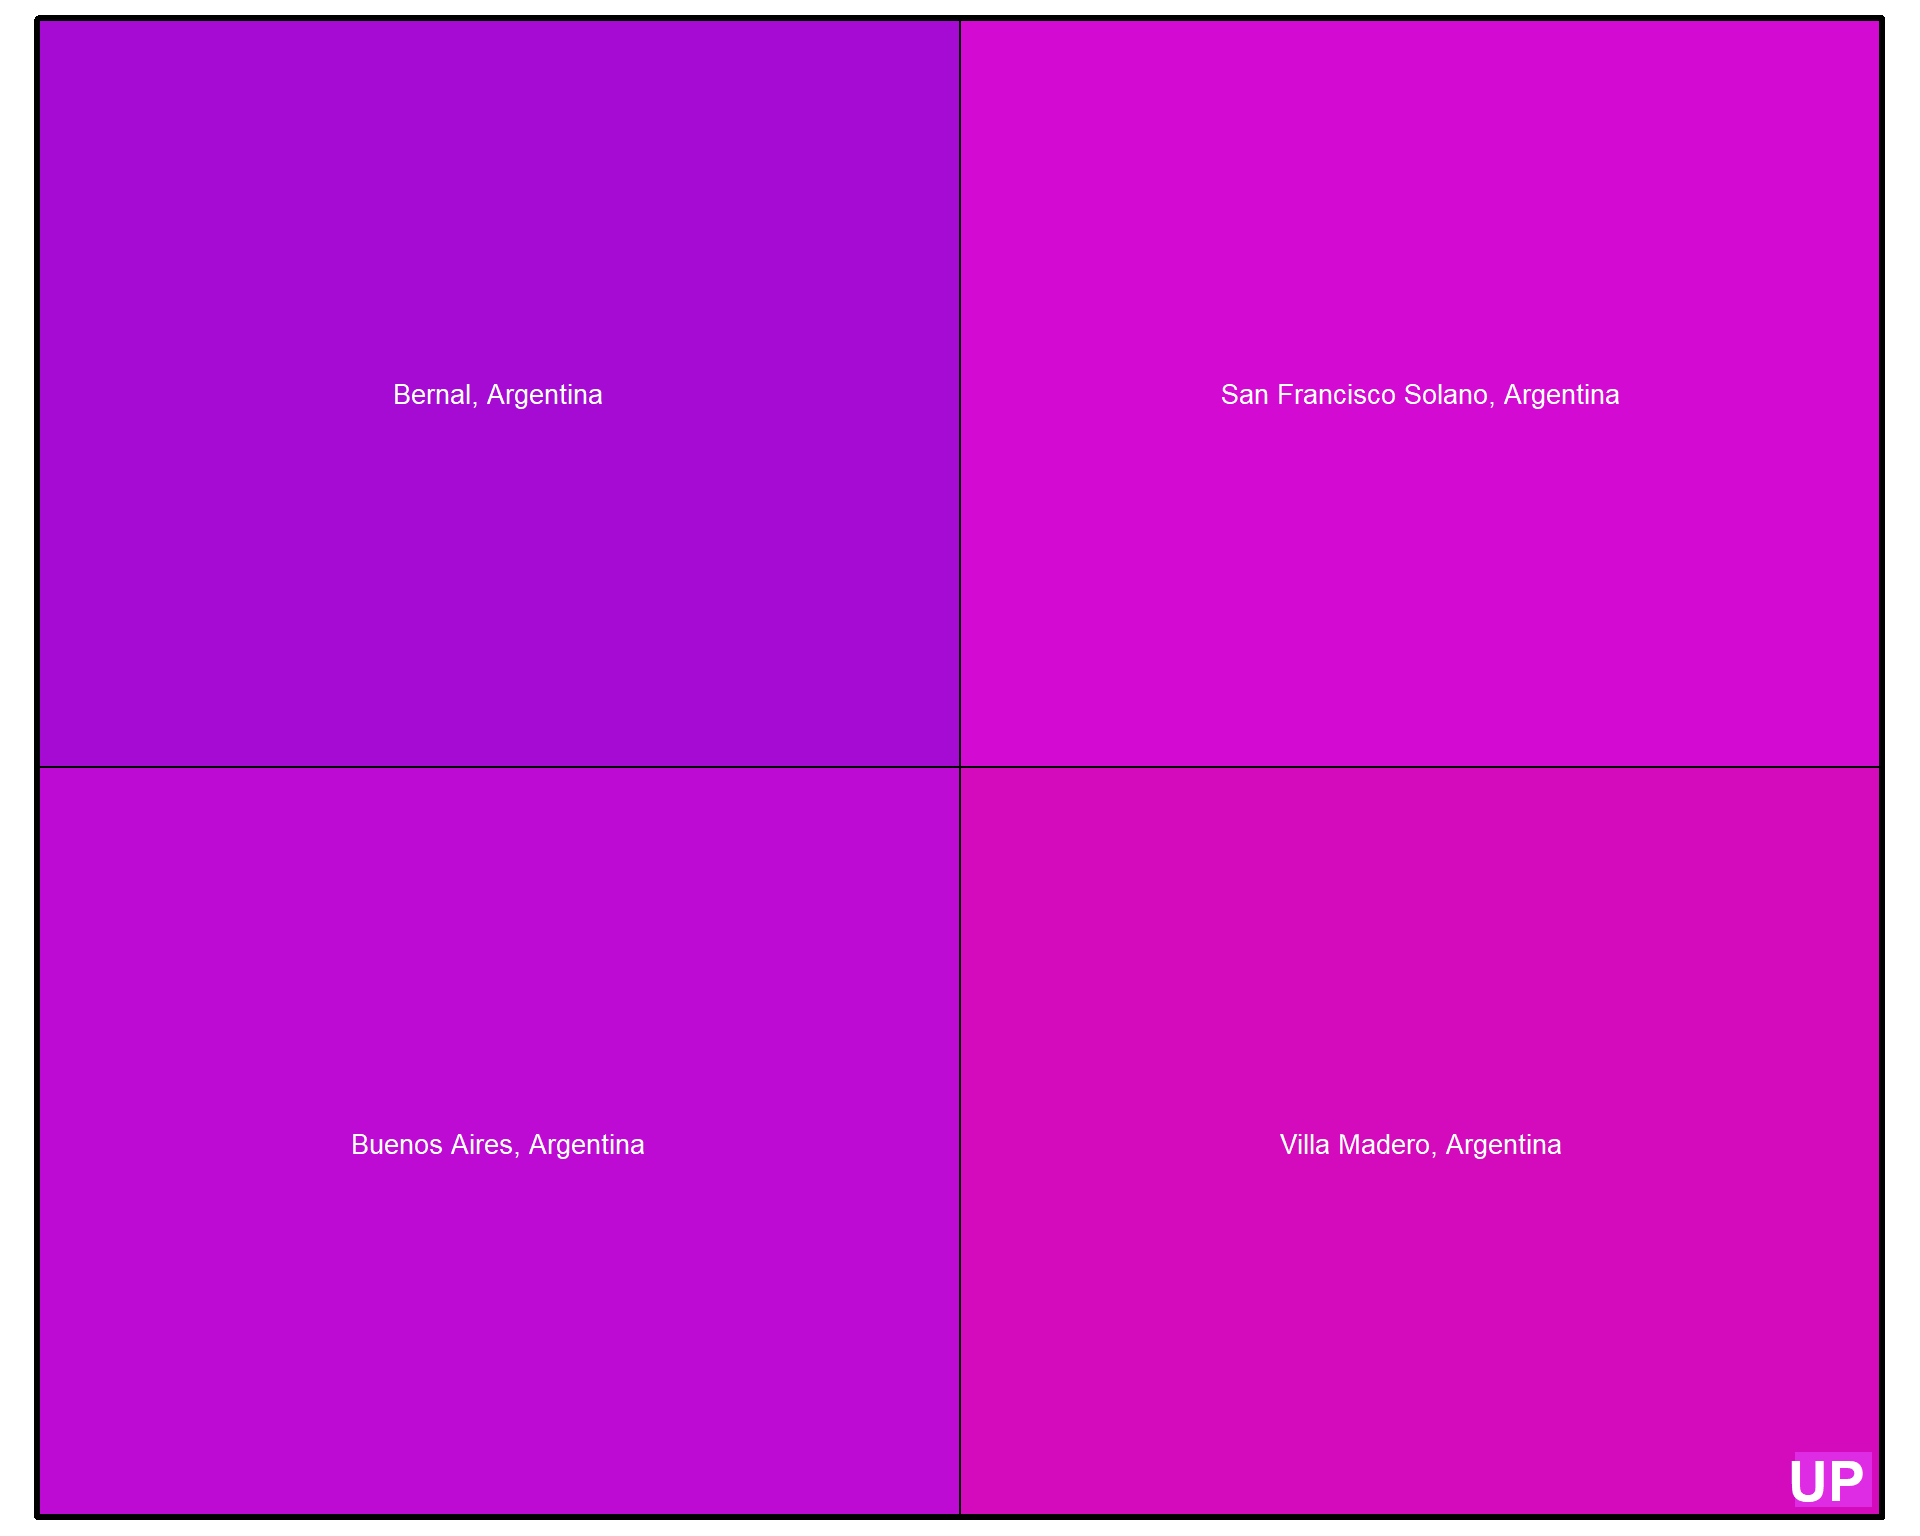 Bernal, Argentina
San Francisco Solano, Argentina
Buenos Aires, Argentina
Villa Madero, Argentina
UP